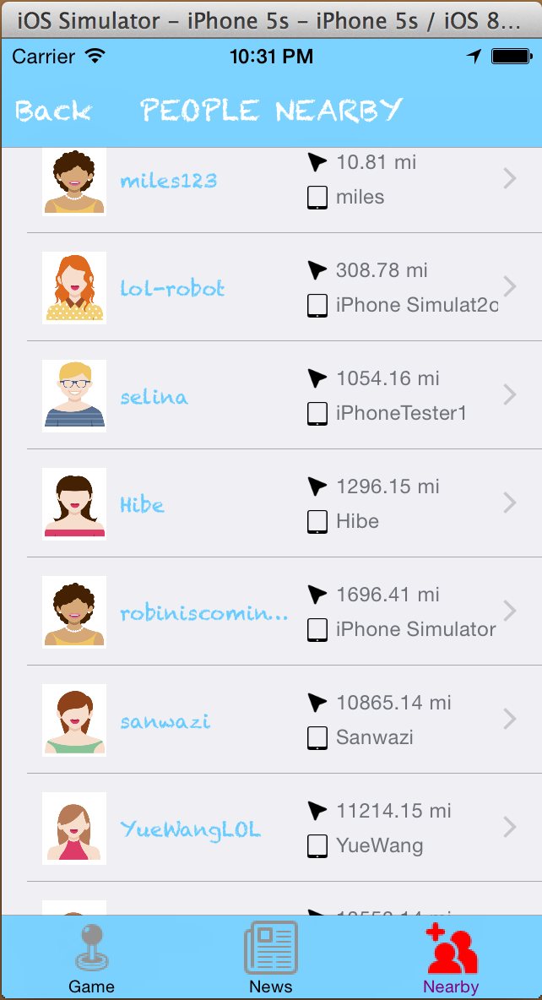 iOS Simulator - iPhone 5s - iPhone 5s / iOS 8...
Carrier 10:31 PM
Back PEOPLE NEARBY
miles123
10.81 mi
miles
lol-robot
308.78 mi
iPhone Simulat2o
selina
1054.16 mi
iPhoneTester1
Hibe
1296.15 mi
Hibe
robiniscomin...
1696.41 mi
iPhone Simulator
sanwazi
10865.14 mi
Sanwazi
YueWangLOL
11214.15 mi
YueWang
Game News Nearby